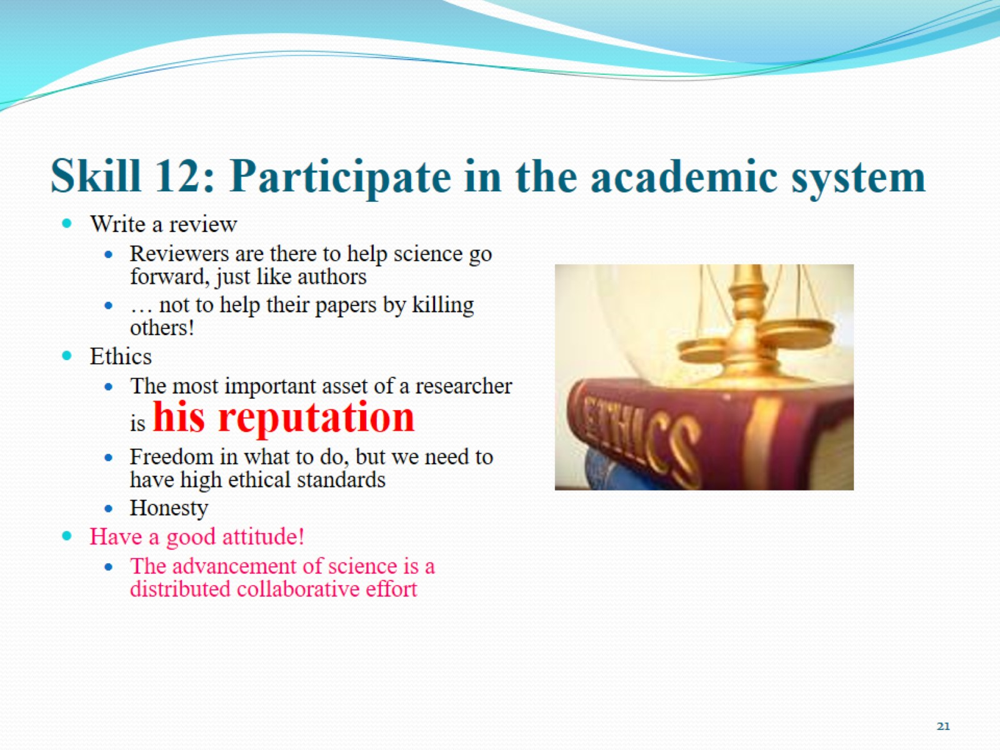 Skill 12: Participate in the academic system
Write a review
Reviewers are there to help science go
forward, just like authors
… not to help their papers by killing
others!
Ethics
The most important asset of a researcher
is his reputation
Freedom in what to do, but we need to
have high ethical standards
Honesty
Have a good attitude!
The advancement of science is a
distributed collaborative effort
ETHICS
21